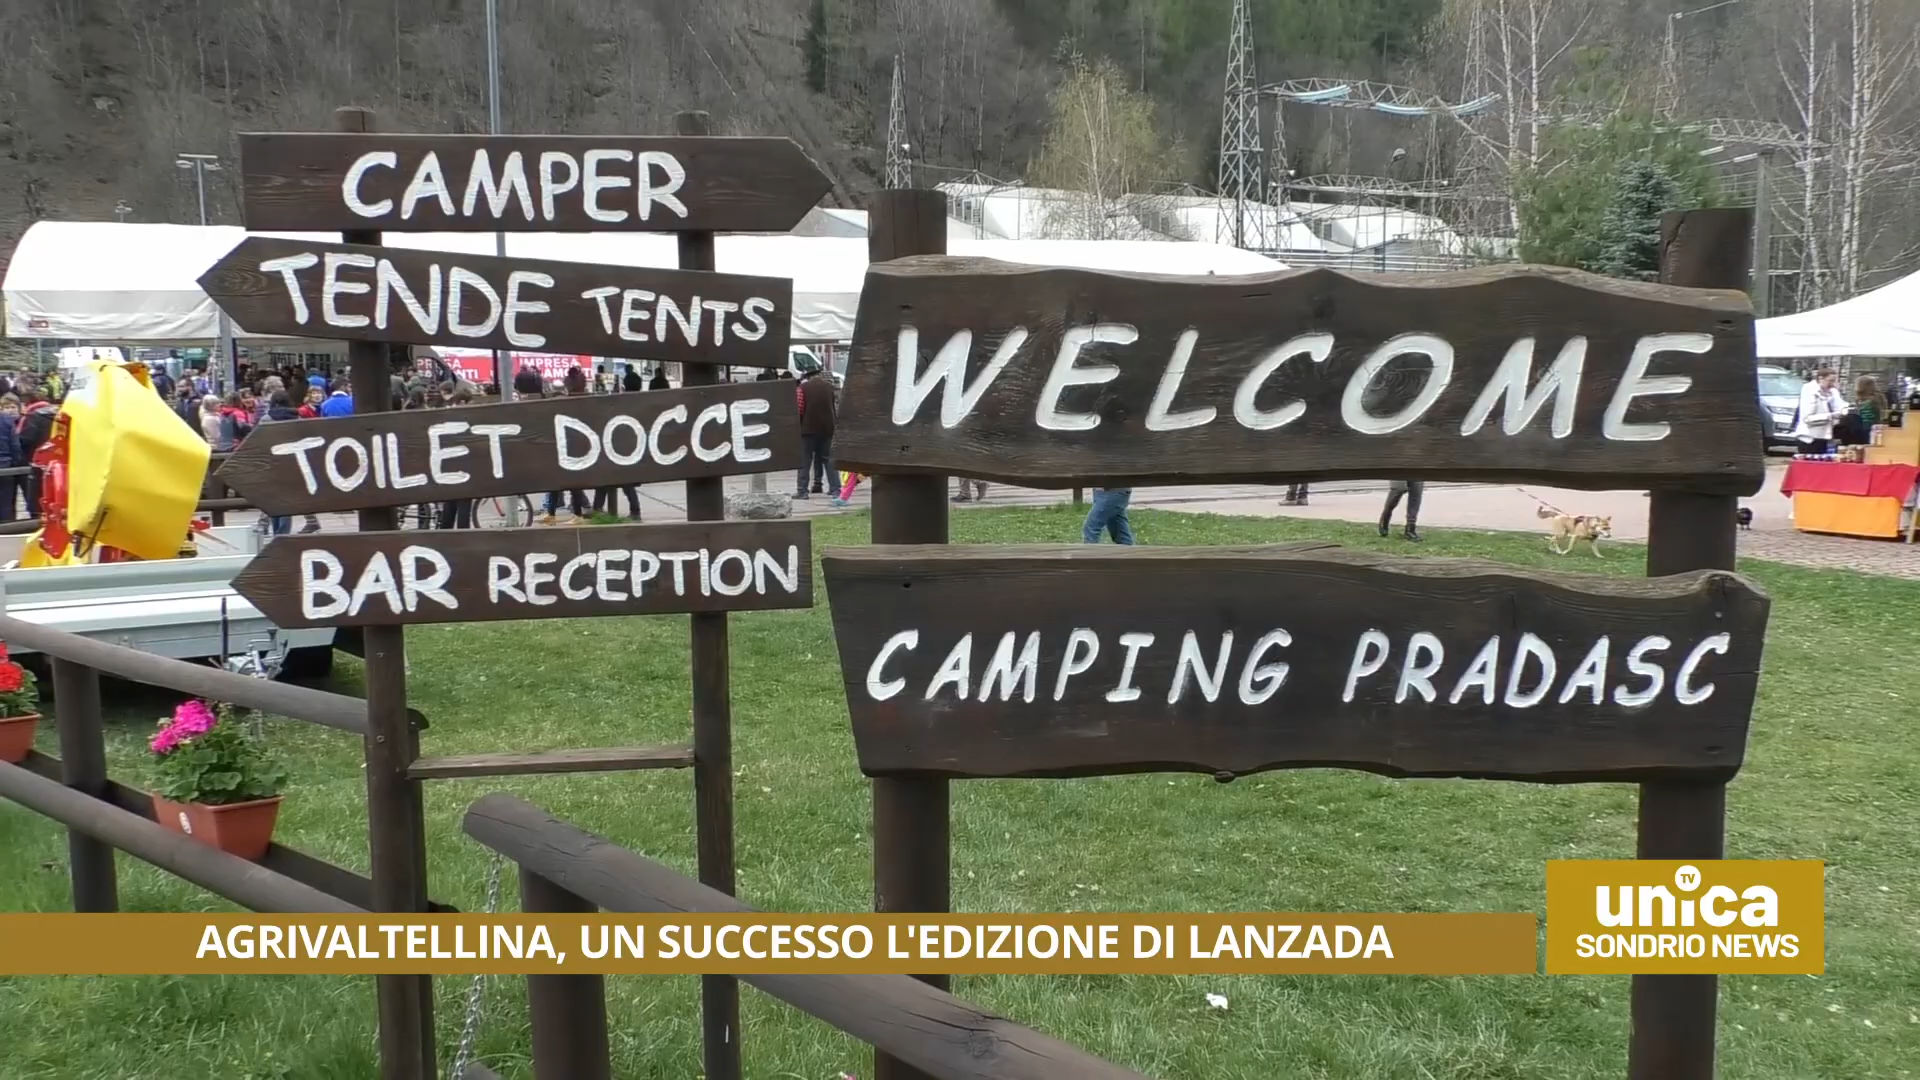 CAMPER
TENDE TENTS
TOILET DOCCE
BAR RECEPTION
WELCOME
CAMPING PRADASC
IMPRESA
AGRIVALTELLINA, UN SUCCESSO L'EDIZIONE DI LANZADA
unica TV
SONDRIO NEWS